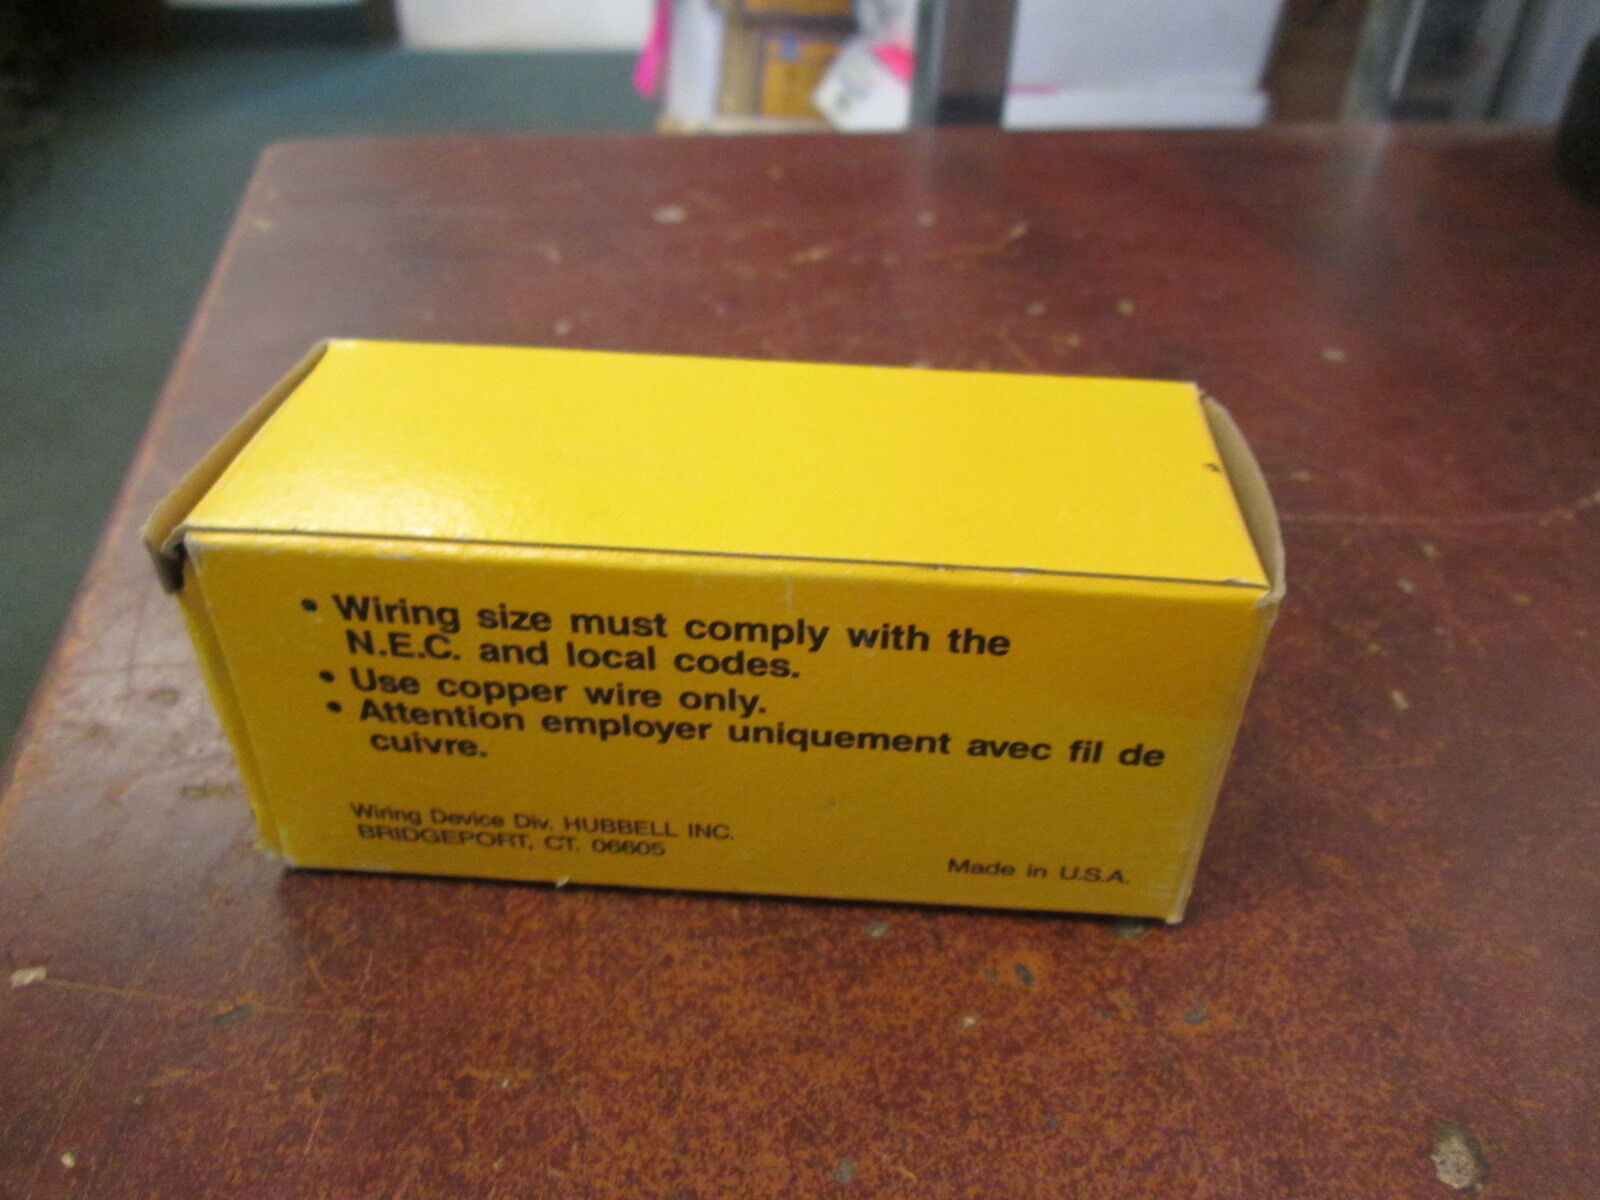 • Wiring size must comply with the
N.E.C. and local codes.
• Use copper wire only.
• Attention employer uniquement avec fil de
cuivre.
Wiring Device Div. HUBBELL INC.
BRIDGEPORT, CT. 06605
Made in U.S.A.